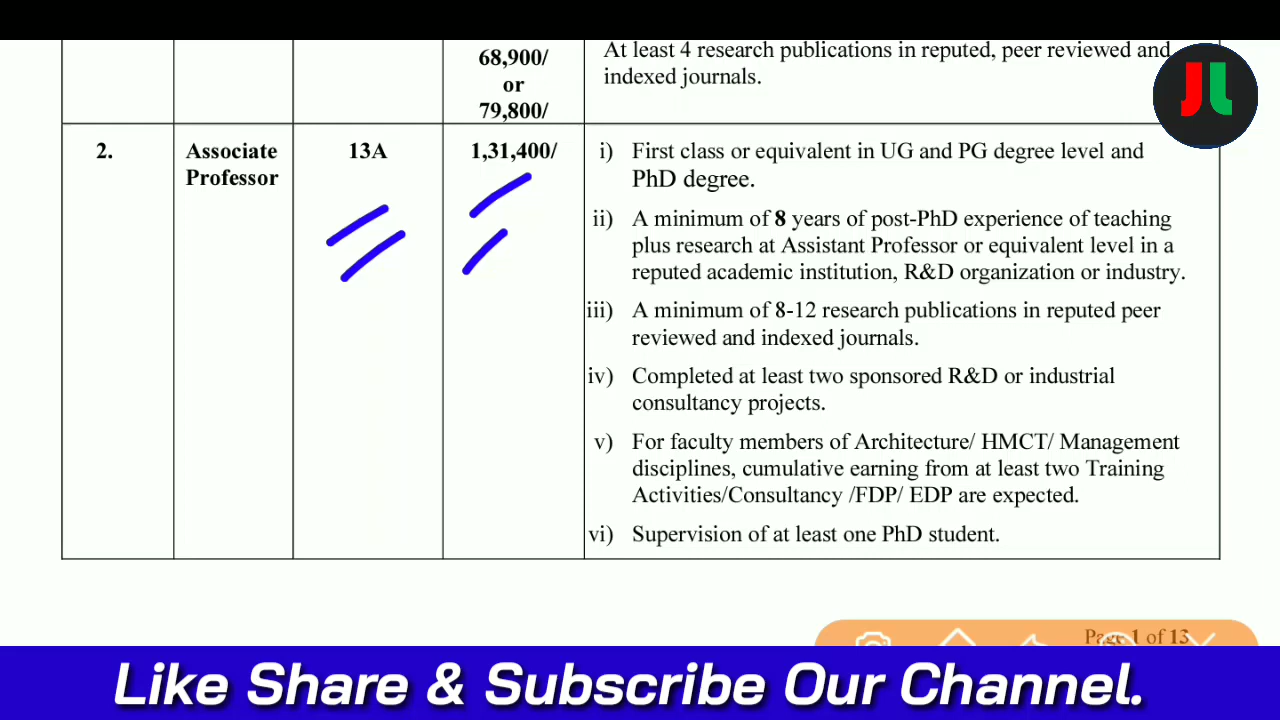 68,900/
or
79,800/
At least 4 research publications in reputed, peer reviewed and
indexed journals.
JL
2.
Associate
Professor
13A
1,31,400/
i) First class or equivalent in UG and PG degree level and
PhD degree.
ii) A minimum of 8 years of post-PhD experience of teaching
plus research at Assistant Professor or equivalent level in a
reputed academic institution, R&D organization or industry.
iii) A minimum of 8-12 research publications in reputed peer
reviewed and indexed journals.
iv) Completed at least two sponsored R&D or industrial
consultancy projects.
v) For faculty members of Architecture/ HMCT/ Management
disciplines, cumulative earning from at least two Training
Activities/Consultancy /FDP/ EDP are expected.
vi) Supervision of at least one PhD student.
Page 1 of 13
Like Share & Subscribe Our Channel.